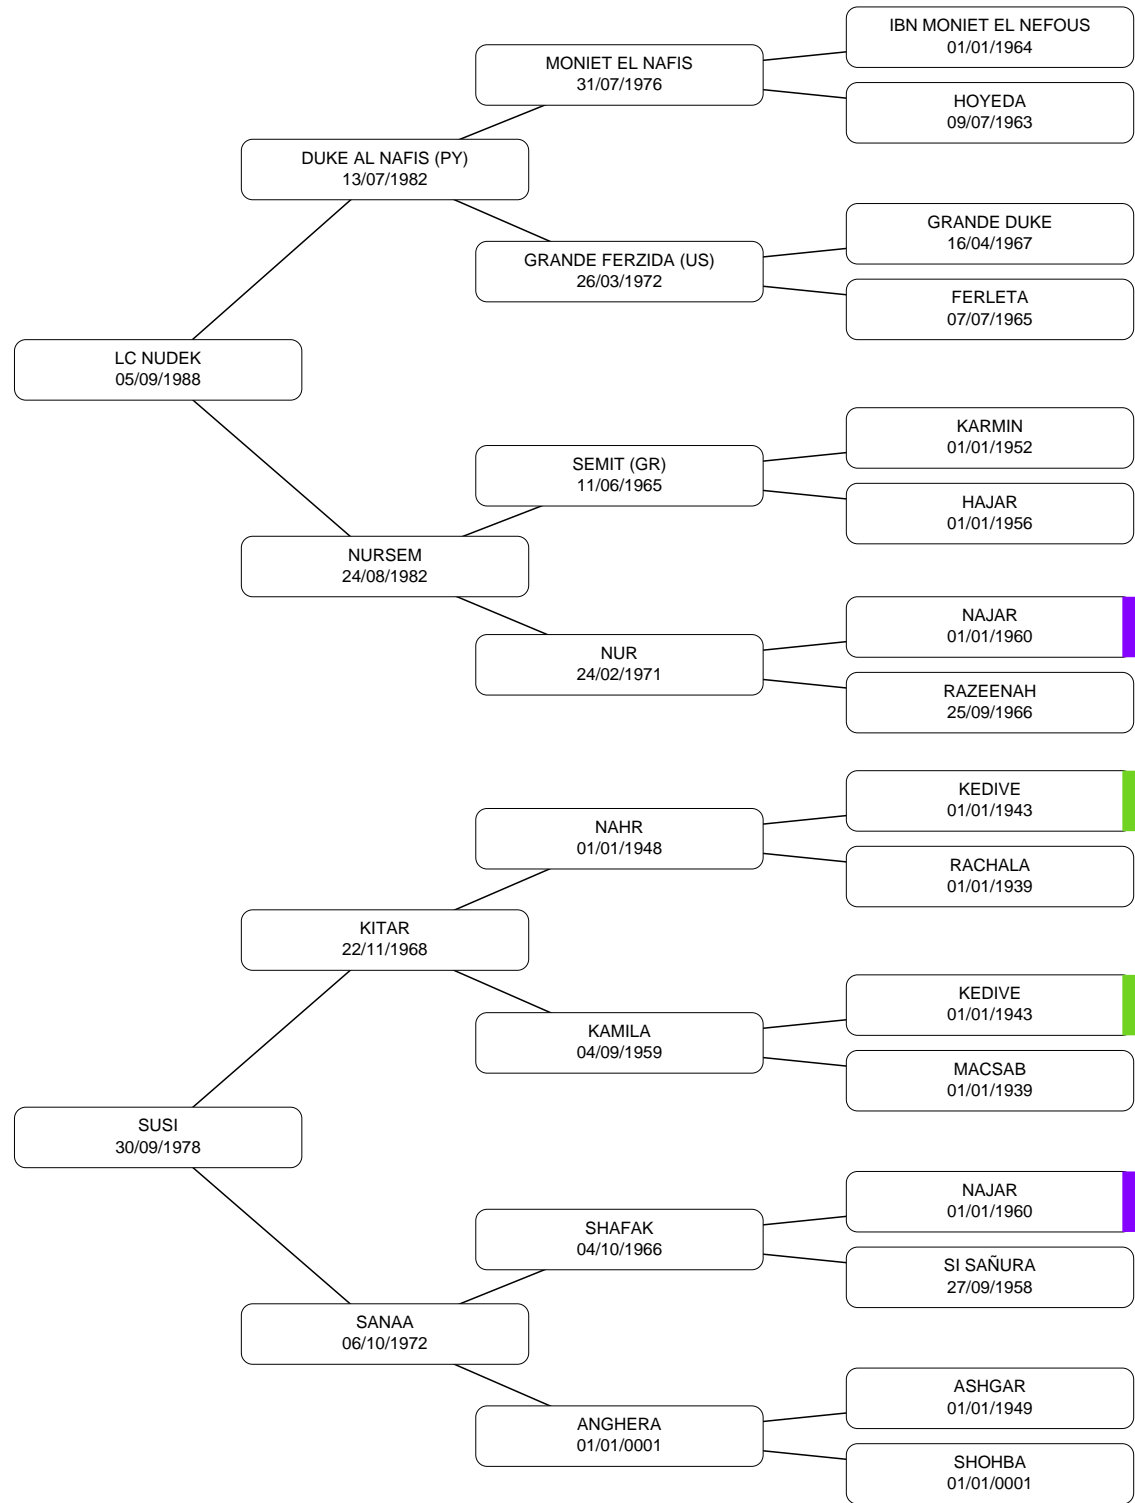 IBN MONIET EL NEFOUS
01/01/1964
MONIET EL NAFIS
31/07/1976
HOYEDA
09/07/1963
DUKE AL NAFIS (PY)
13/07/1982
GRANDE DUKE
16/04/1967
GRANDE FERZIDA (US)
26/03/1972
FERLETA
07/07/1965
LC NUDEK
05/09/1988
KARMIN
01/01/1952
SEMIT (GR)
11/06/1965
HAJAR
01/01/1956
NURSEM
24/08/1982
NAJAR
01/01/1960
NUR
24/02/1971
RAZEENAH
25/09/1966
KEDIVE
01/01/1943
NAHR
01/01/1948
RACHALA
01/01/1939
KITAR
22/11/1968
KEDIVE
01/01/1943
KAMILA
04/09/1959
MACSAB
01/01/1939
SUSI
30/09/1978
NAJAR
01/01/1960
SHAFAK
04/10/1966
SI SAÑURA
27/09/1958
SANAA
06/10/1972
ASHGAR
01/01/1949
ANGHERA
01/01/0001
SHOHBA
01/01/0001